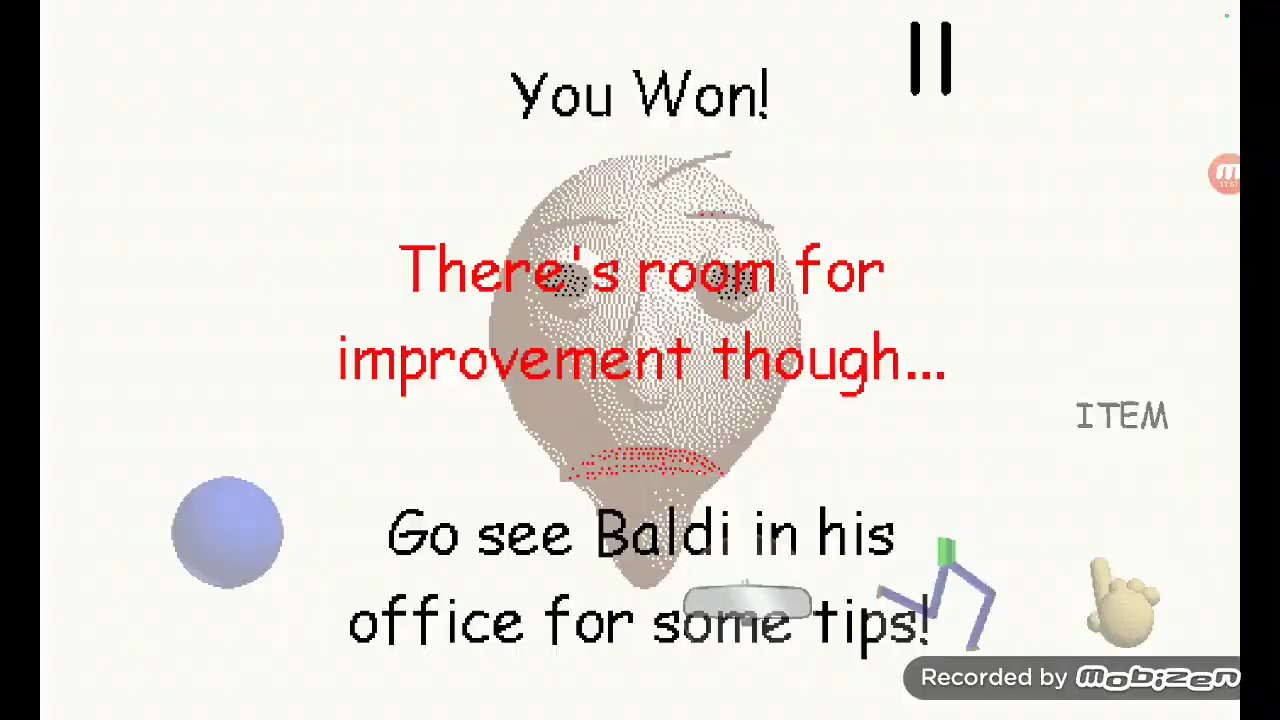 You Won!
There's room for
improvement though...
ITEM
Go see Baldi in his
office for some tips!
Recorded by mobizen